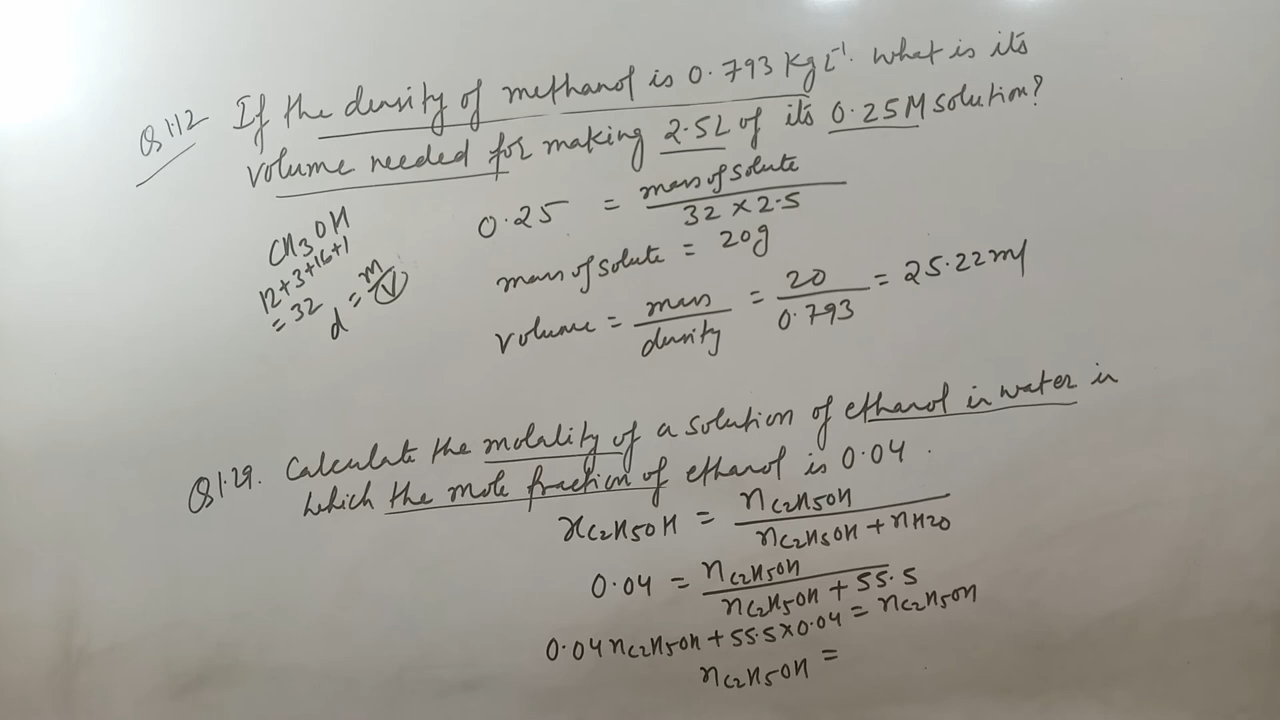 Q 1.12 If the density of methanol is 0.793 Kg L⁻¹. what is its
volume needed for making 2.5L of its 0.25M solution?
0.25 = mass of solute / 32 × 2.5
CH3OH
12+3+16+1
= 32
d = m / V
mass of solute = 20g
volume = mass / density = 20 / 0.793 = 25.22 ml
Q 1.29. Calculate the molality of a solution of ethanol in water in
which the mole fraction of ethanol is 0.04.
xC2H5OH = nC2H5OH / nC2H5OH + nH2O
0.04 = nC2H5OH / nC2H5OH + 55.5
0.04 nC2H5OH + 55.5×0.04 = nC2H5OH
nC2H5OH =